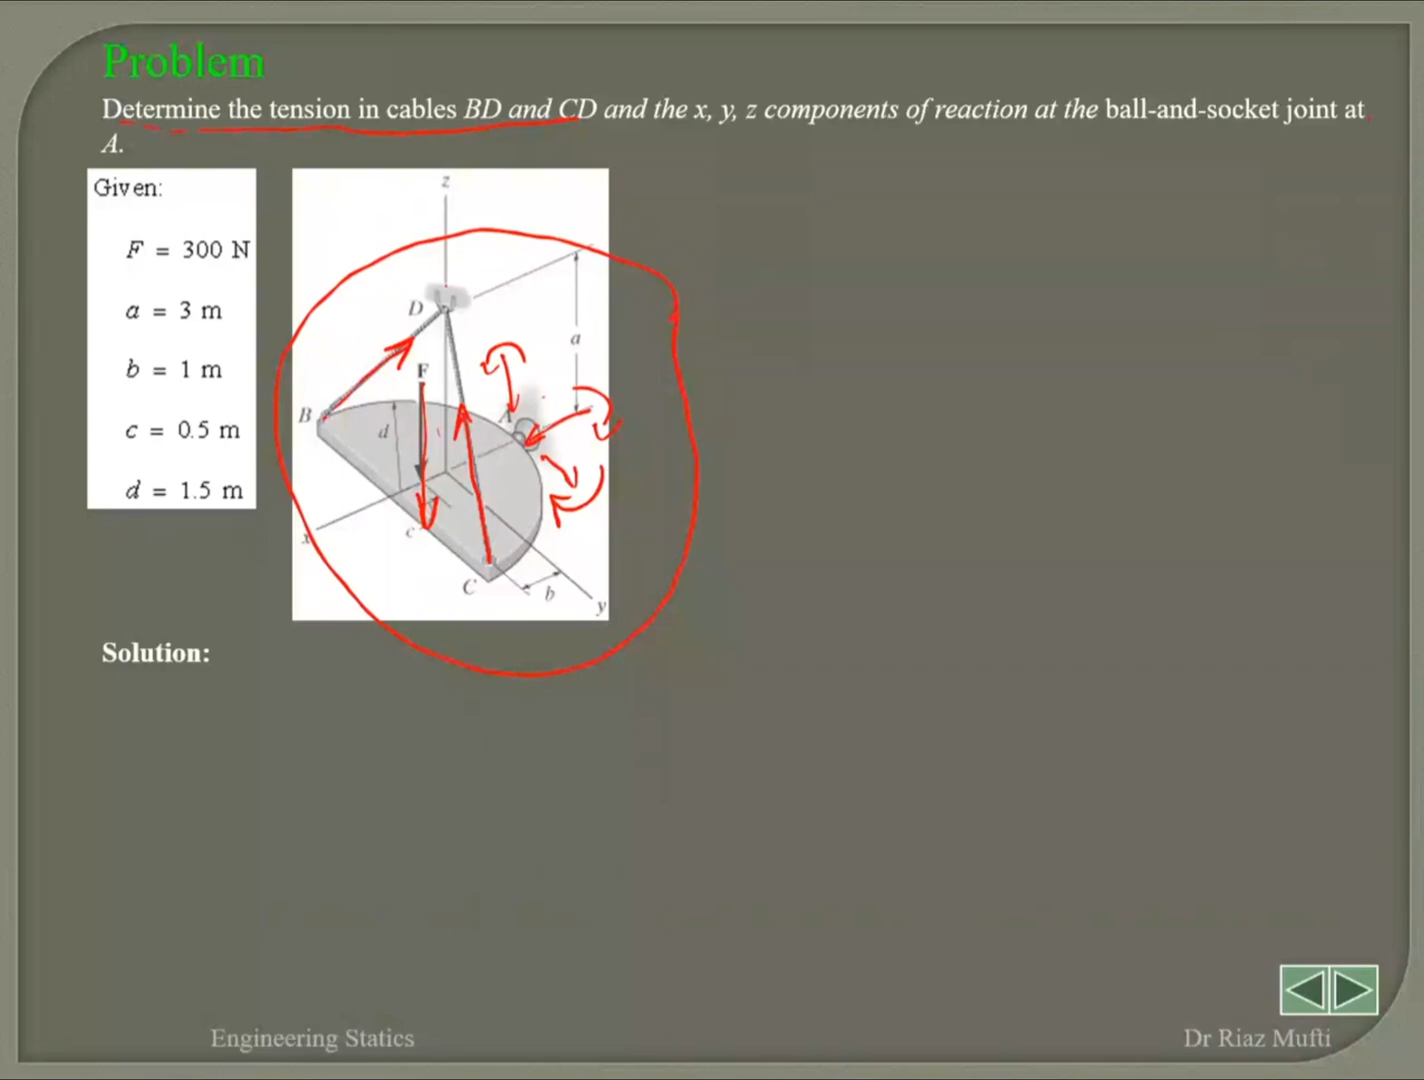 Problem
Determine the tension in cables BD and CD and the x, y, z components of reaction at the ball-and-socket joint at
A.
Given:
F = 300 N
a = 3 m
b = 1 m
c = 0.5 m
d = 1.5 m
z
D
a
F
B
A
d
x
c
C
b
y
Solution:
Engineering Statics
Dr Riaz Mufti